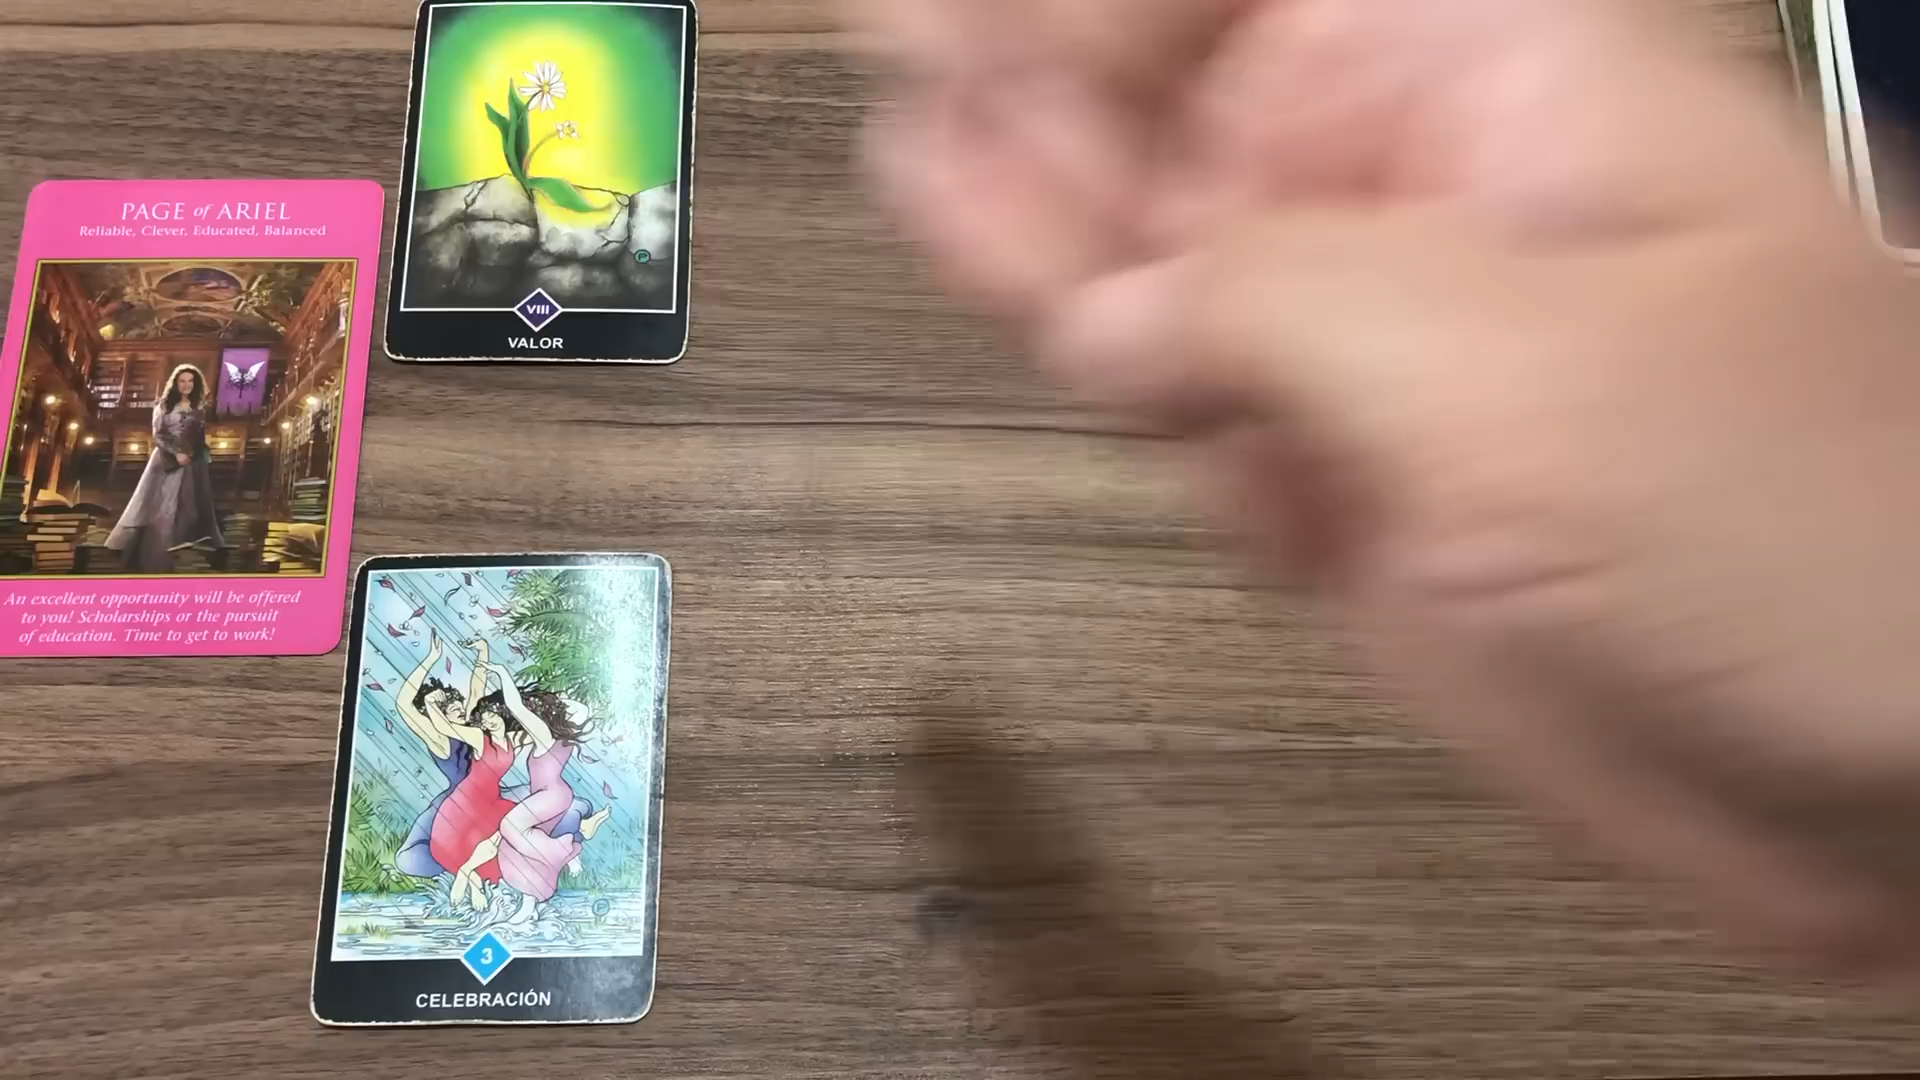 VIII
VALOR
PAGE of ARIEL
Reliable, Clever, Educated, Balanced
An excellent opportunity will be offered
to you! Scholarships or the pursuit
of education. Time to get to work!
3
CELEBRACIÓN